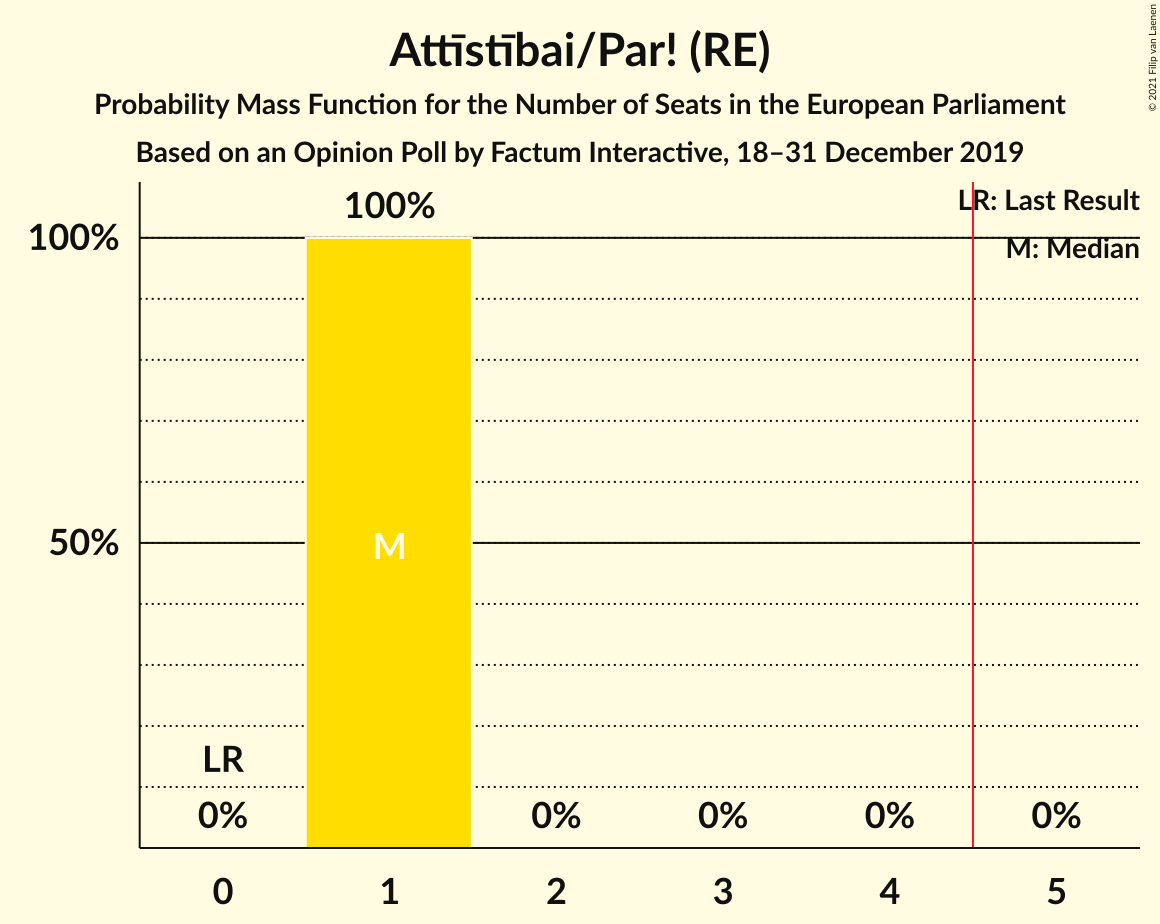 Attīstībai/Par! (RE)
Probability Mass Function for the Number of Seats in the European Parliament
Based on an Opinion Poll by Factum Interactive, 18–31 December 2019
© 2021 Filip van Laenen
LR: Last Result
M: Median
100%
100%
50%
M
LR
0%
0%
0%
0%
0%
0 1 2 3 4 5